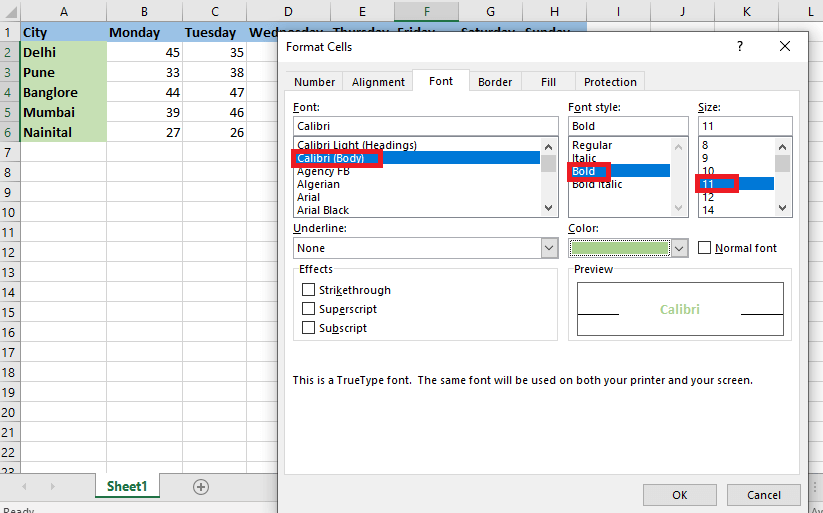 A B C D E F G H I J K L
1 City Monday Tuesday Wednesday Thursday Friday Saturday Sunday
2 Delhi 45 35
3 Pune 33 38
4 Banglore 44 47
5 Mumbai 39 46
6 Nainital 27 26
7
8
9
10
11
12
13
14
15
16
17
18
19
20
21
22
23
Format Cells ?
Number Alignment Font Border Fill Protection
Font: Font style: Size:
Calibri Bold 11
Calibri Light (Headings) Regular 8
Calibri (Body) Italic 9
Agency FB Bold 10
Algerian Bold Italic 11
Arial 12
Arial Black 14
Underline: Color:
None Normal font
Effects Preview
Strikethrough
Superscript Calibri
Subscript
This is a TrueType font. The same font will be used on both your printer and your screen.
Sheet1
OK Cancel
Ready